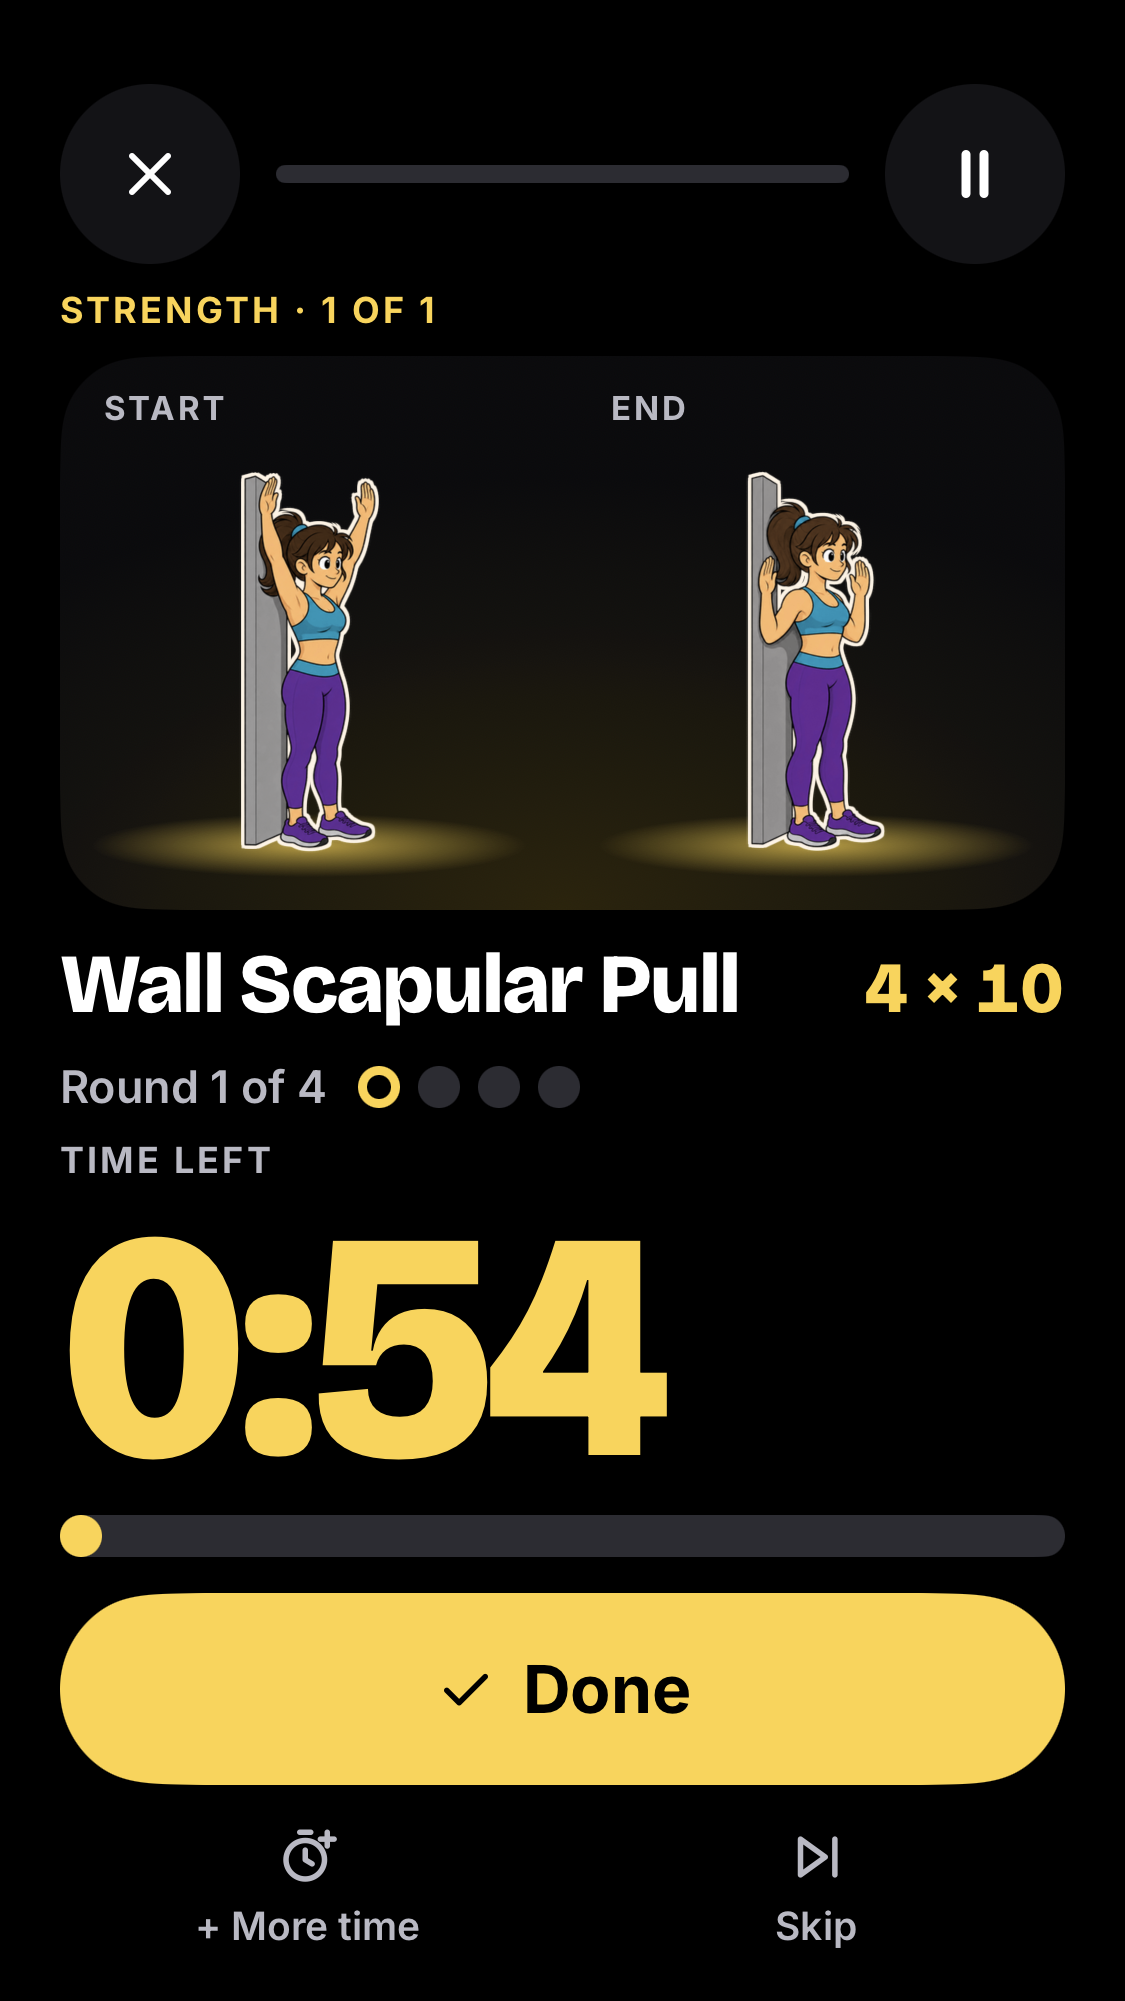 STRENGTH · 1 OF 1
START
END
Wall Scapular Pull
4 × 10
Round 1 of 4
TIME LEFT
0:54
Done
+ More time
Skip